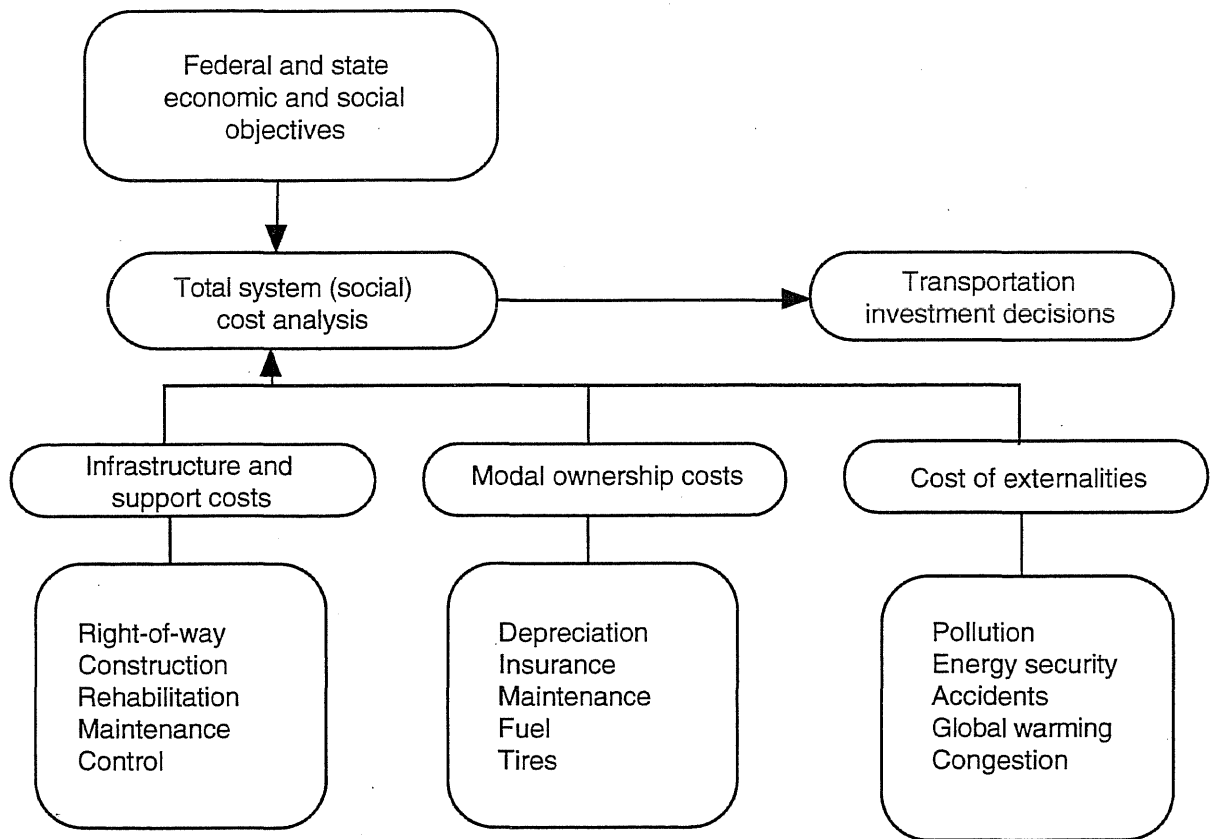 Federal and state
economic and social
objectives
Total system (social)
cost analysis
Transportation
investment decisions
Infrastructure and
support costs
Modal ownership costs
Cost of externalities
Right-of-way
Construction
Rehabilitation
Maintenance
Control
Depreciation
Insurance
Maintenance
Fuel
Tires
Pollution
Energy security
Accidents
Global warming
Congestion